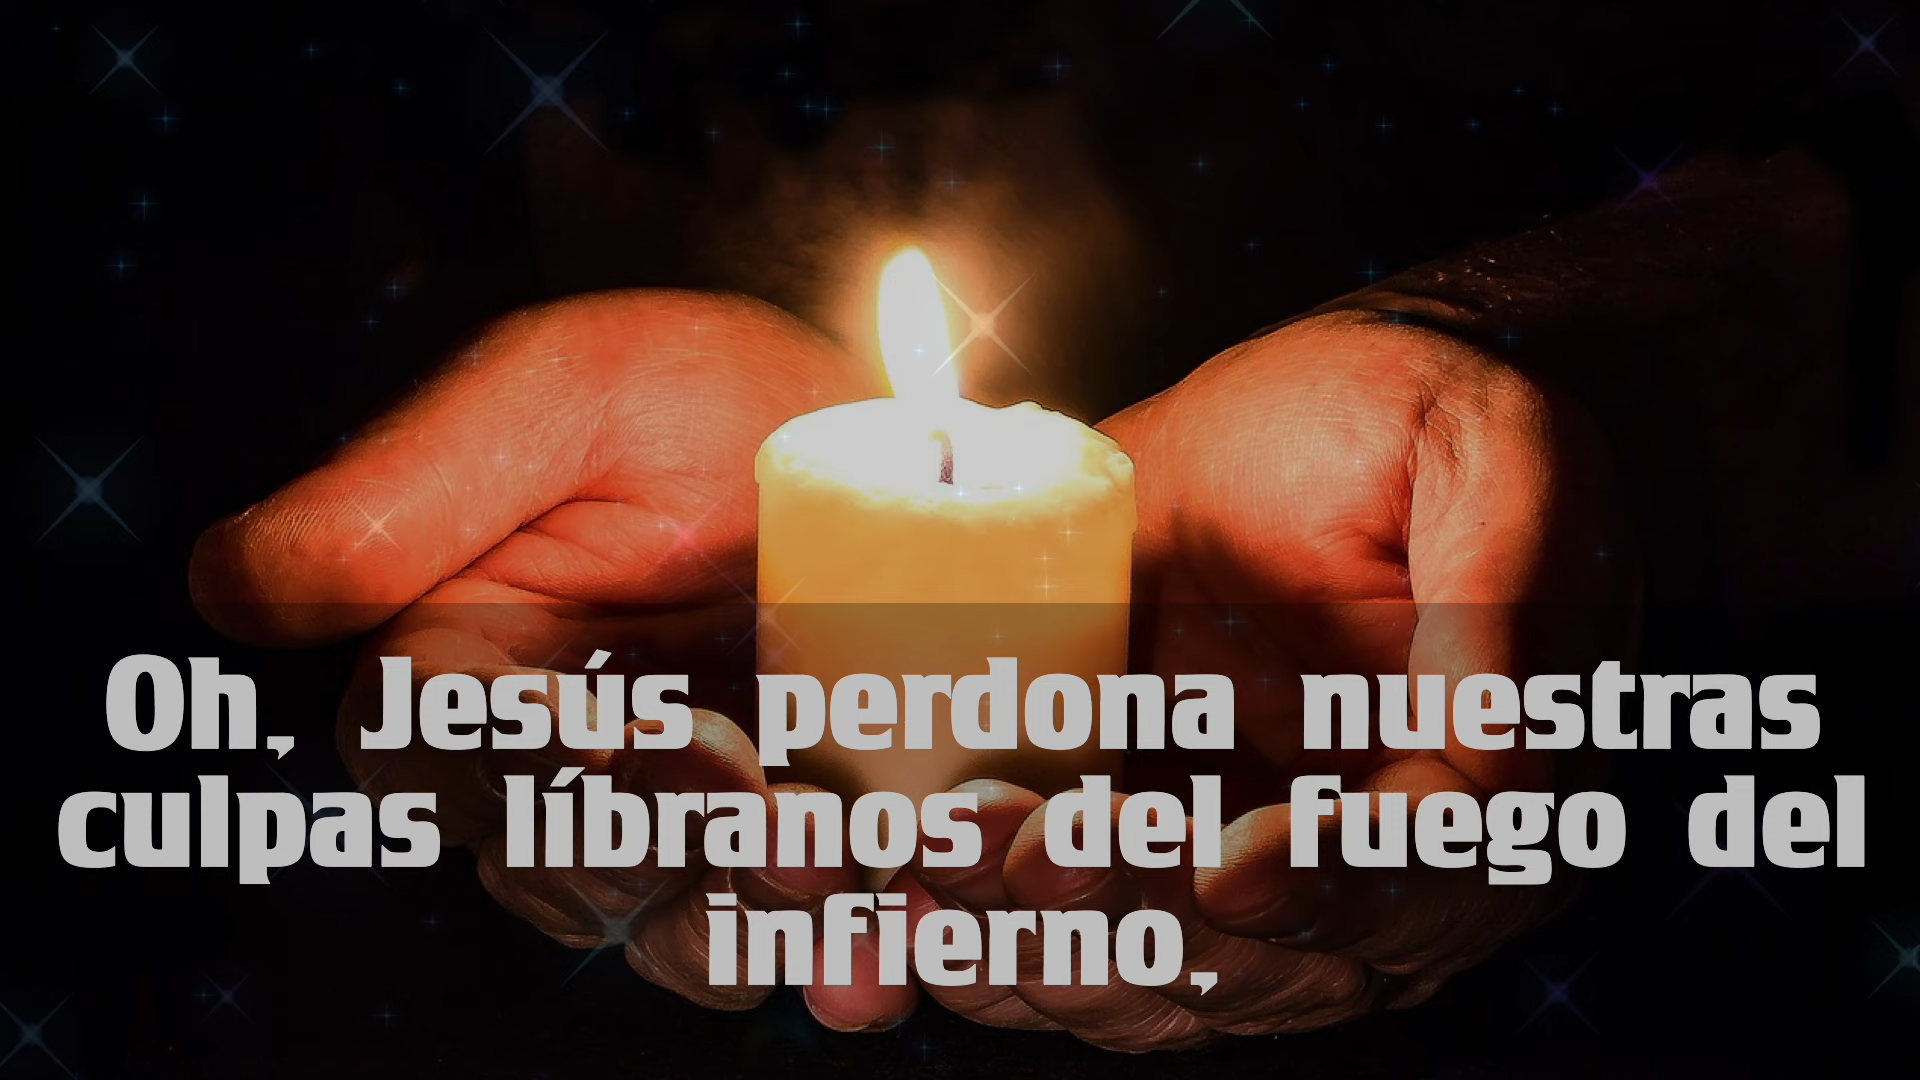 Oh, Jesús perdona nuestras
culpas líbranos del fuego del
infierno,